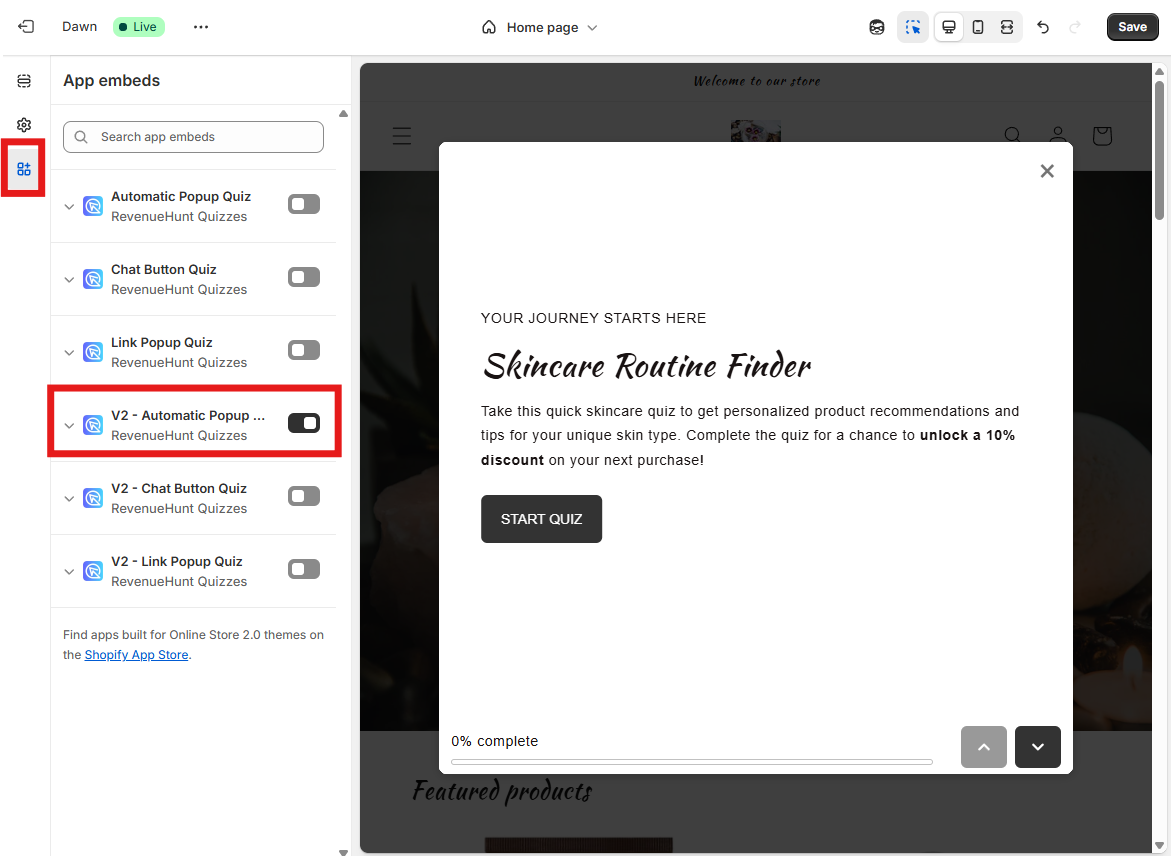 Dawn
Live
Home page
Save
App embeds
Search app embeds
Automatic Popup Quiz
RevenueHunt Quizzes
Chat Button Quiz
RevenueHunt Quizzes
Link Popup Quiz
RevenueHunt Quizzes
V2 - Automatic Popup ...
RevenueHunt Quizzes
V2 - Chat Button Quiz
RevenueHunt Quizzes
V2 - Link Popup Quiz
RevenueHunt Quizzes
Find apps built for Online Store 2.0 themes on
the Shopify App Store.
Welcome to our store
YOUR JOURNEY STARTS HERE
Skincare Routine Finder
Take this quick skincare quiz to get personalized product recommendations and
tips for your unique skin type. Complete the quiz for a chance to unlock a 10%
discount on your next purchase!
START QUIZ
0% complete
Featured products